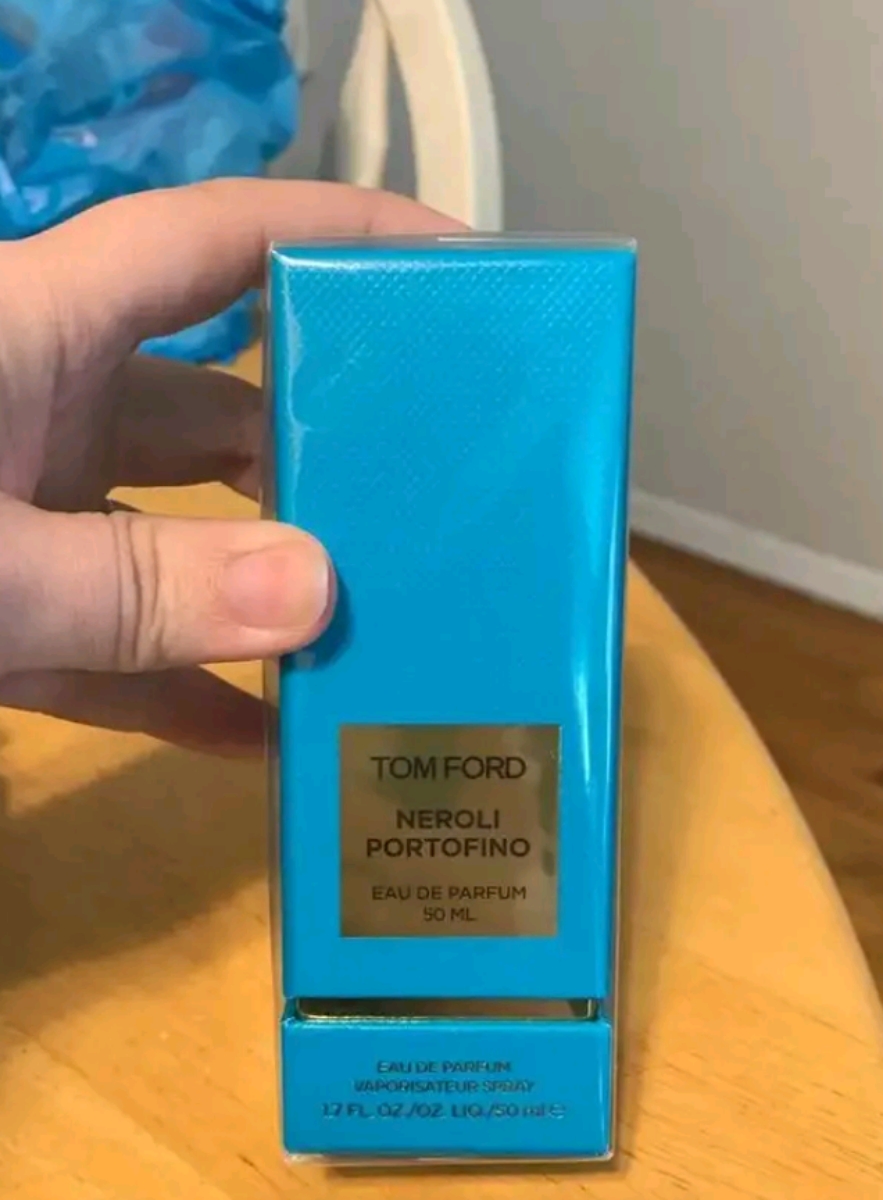 TOM FORD
NEROLI
PORTOFINO
EAU DE PARFUM
50 ML
EAU DE PARFUM
VAPORISATEUR SPRAY
1.7 FL. OZ./OZ. LIQ./50 ml ℮